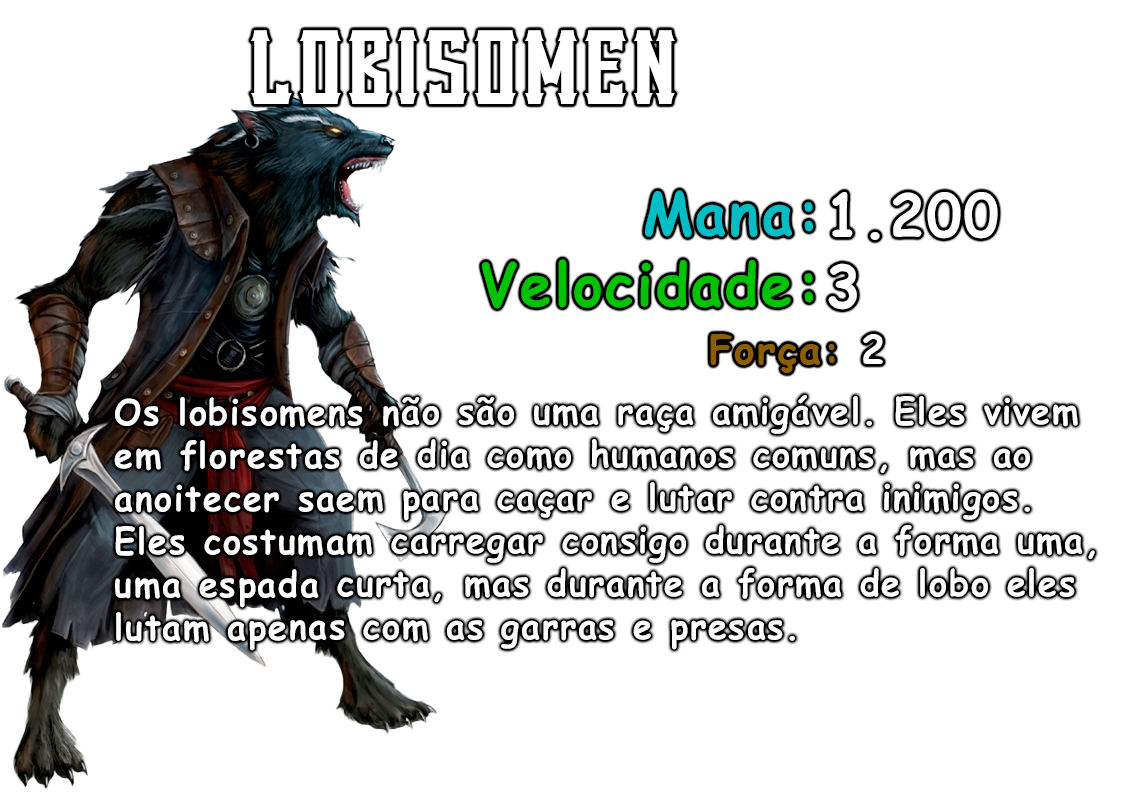 LOBISOMEN
Mana:1.200
Velocidade:3
Força: 2
Os lobisomens não são uma raça amigável. Eles vivem
em florestas de dia como humanos comuns, mas ao
anoitecer saem para caçar e lutar contra inimigos.
Eles costumam carregar consigo durante a forma uma,
uma espada curta, mas durante a forma de lobo eles
lutam apenas com as garras e presas.